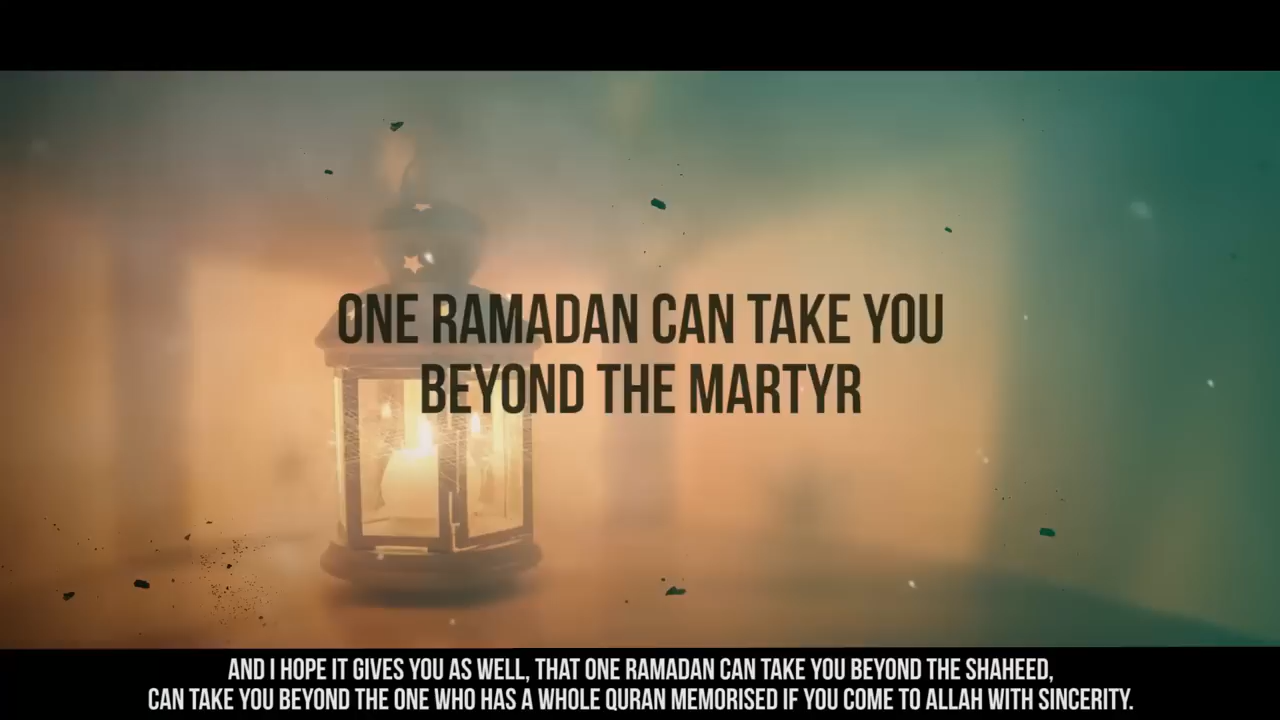 ONE RAMADAN CAN TAKE YOU
BEYOND THE MARTYR
AND I HOPE IT GIVES YOU AS WELL, THAT ONE RAMADAN CAN TAKE YOU BEYOND THE SHAHEED,
CAN TAKE YOU BEYOND THE ONE WHO HAS A WHOLE QURAN MEMORISED IF YOU COME TO ALLAH WITH SINCERITY.